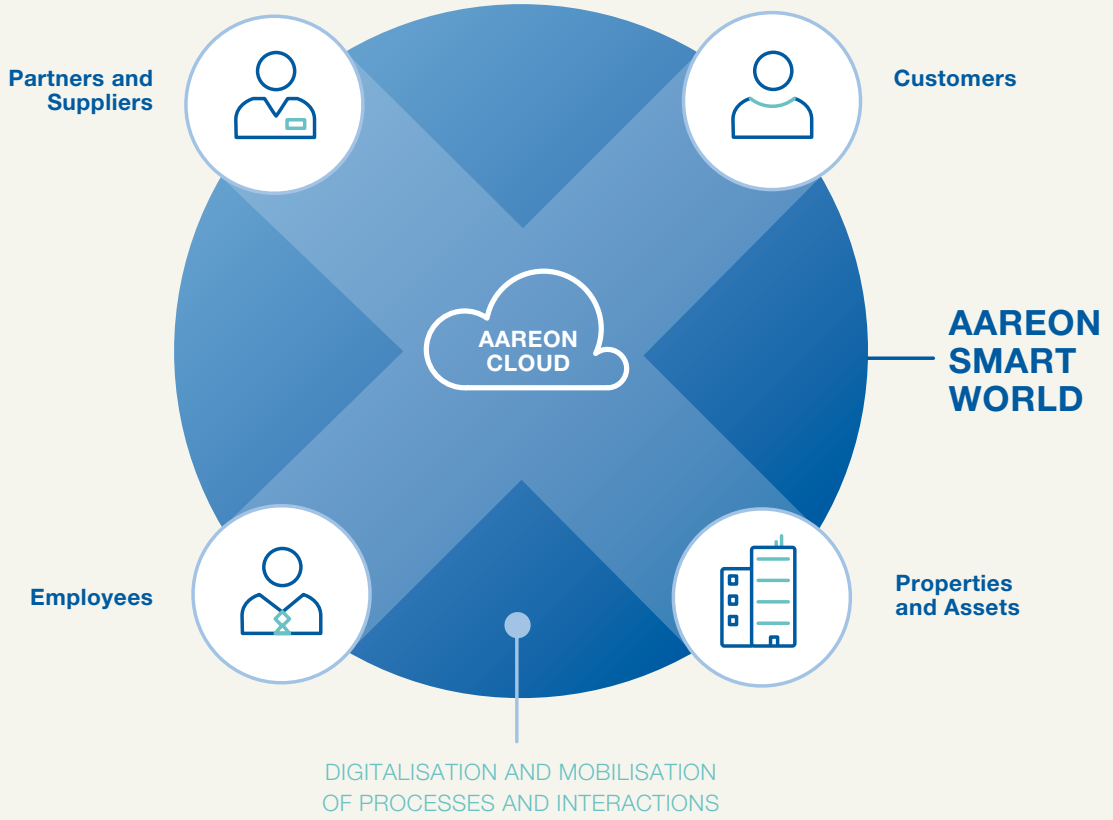 Partners and
Suppliers
Customers
AAREON
CLOUD
AAREON
SMART
WORLD
Employees
Properties
and Assets
DIGITALISATION AND MOBILISATION
OF PROCESSES AND INTERACTIONS